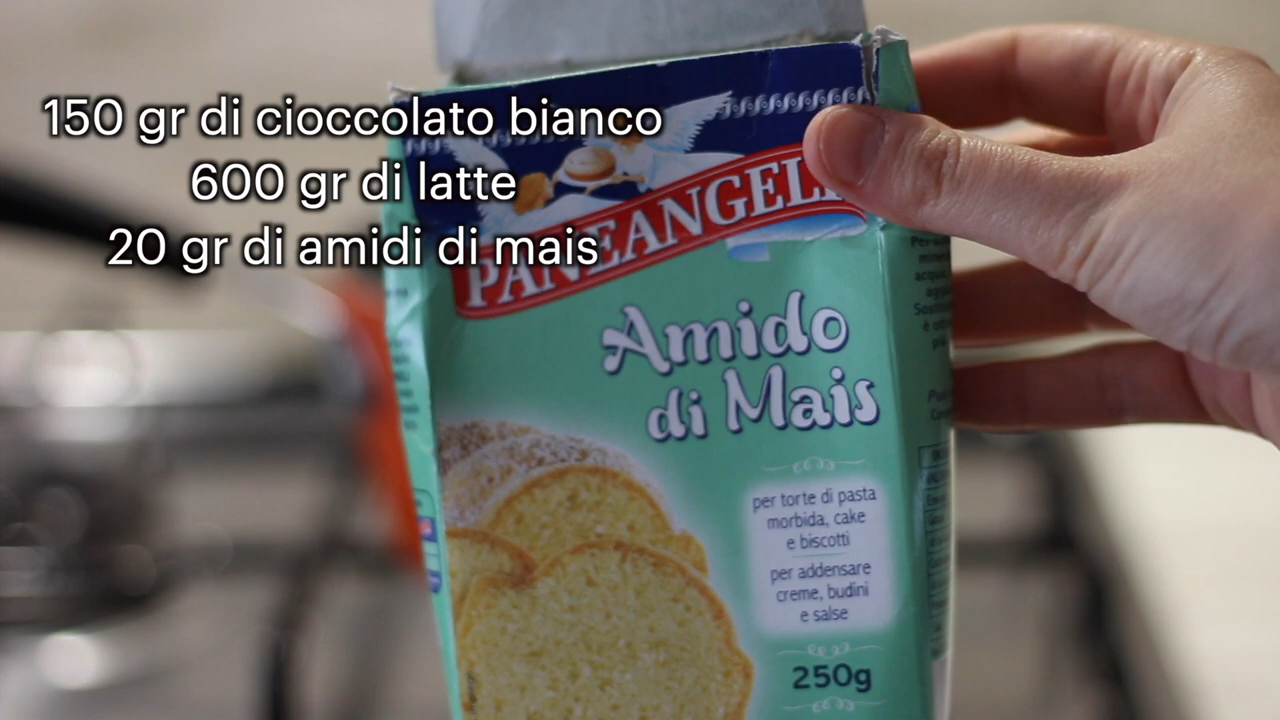 150 gr di cioccolato bianco
600 gr di latte
20 gr di amidi di mais
PANEANGELI
Amido
di Mais
per torte di pasta
morbida, cake
e biscotti
per addensare
creme, budini
e salse
250g